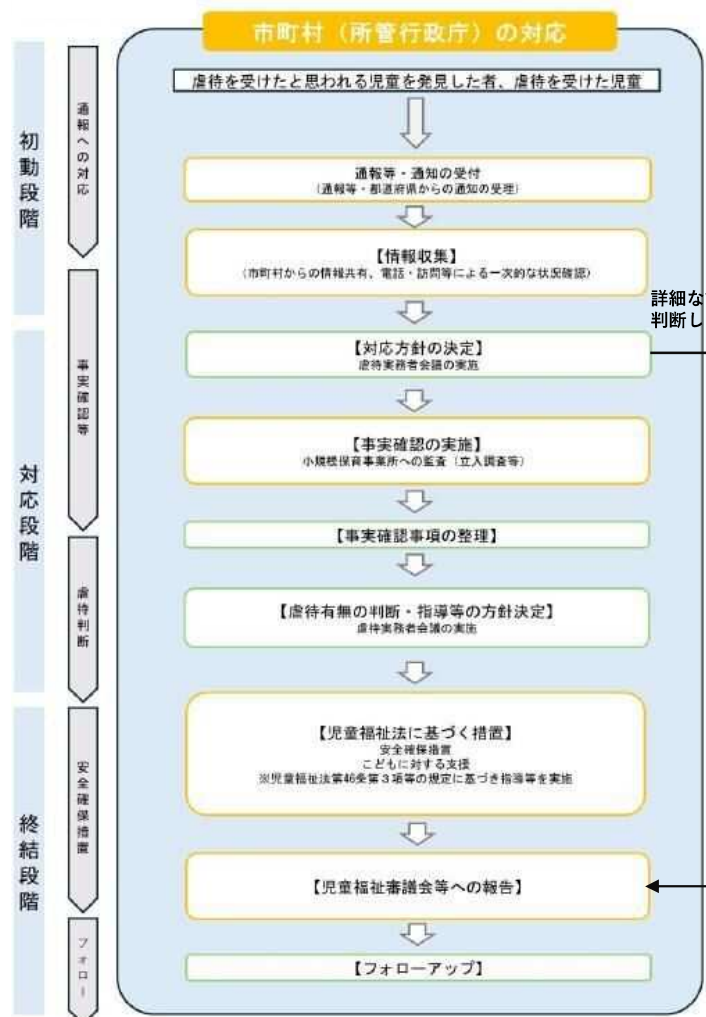 市町村（所管行政庁）の対応
虐待を受けたと思われる児童を発見した者、虐待を受けた児童
初動段階
通報への対応
通報等・通知の受付
（通報等・都道府県からの通知の受理）
【情報収集】
（市町村からの情報共有、電話・訪問等による一次的な状況確認）
詳細な
判断し
対応段階
事実確認等
【対応方針の決定】
虐待実務者会議の実施
【事実確認の実施】
小規模保育事業所への監査（立入調査等）
【事実確認事項の整理】
虐待判断
【虐待有無の判断・指導等の方針決定】
虐待実務者会議の実施
終結段階
安全確保措置
【児童福祉法に基づく措置】
安全確保措置
こどもに対する支援
※児童福祉法第46条第3項等の規定に基づき指導等を実施
【児童福祉審議会等への報告】
フォロー
【フォローアップ】